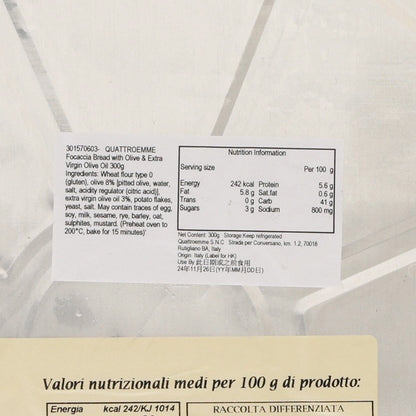 301570603- QUATTROEMME
Focaccia Bread with Olive & Extra
Virgin Olive Oil 300g
Ingredients: Wheat flour type 0
(gluten), olive 8% [pitted olive, water,
salt, acidity regulator (citric acid)],
extra virgin olive oil 3%, potato flakes,
yeast, salt. May contain traces of egg,
soy, milk, sesame, rye, barley, oat,
sulphites, mustard. (Preheat oven to
200°C, bake for 15 minutes)
Nutrition Information
Serving size Per 100 g
Energy 242 kcal Protein 5.6 g
Fat 5.8 g Sat.fat 0.6 g
Trans 0 g Carb 41 g
Sugars 3 g Sodium 800 mg
Net Content: 300g Storage:Keep refrigerated
Quattroemme S.N.C Strada per Conversano, km. 1.2, 70018
Rutigliano BA, Italy
Origin: Italy (Label for HK)
Use By 此日期或之前食用
24年11月26日(YY年MM月DD日)
Valori nutrizionali medi per 100 g di prodotto:
Energia kcal 242/KJ 1014
RACCOLTA DIFFERENZIATA